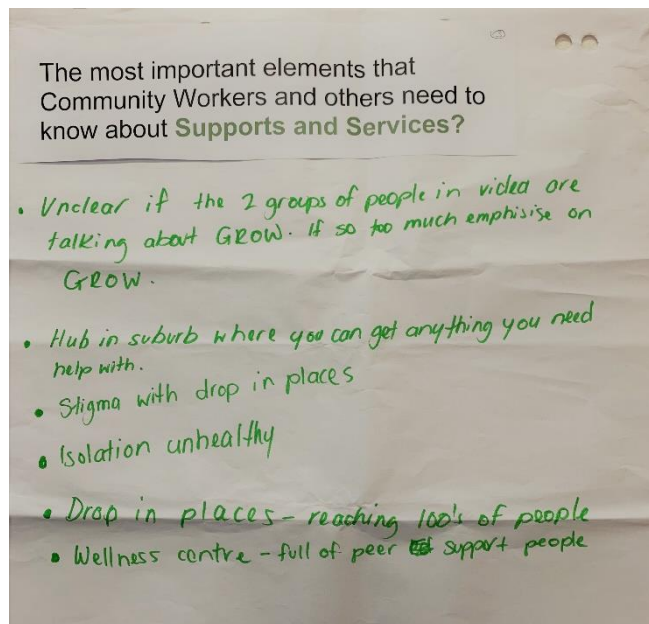 The most important elements that
Community Workers and others need to
know about Supports and Services?
• Unclear if the 2 groups of people in videa are
talking about GROW. If so too much emphisise on
GROW.
• Hub in suburb where you can get anything you need
help with.
• Stigma with drop in places
• Isolation unhealthy
• Drop in places - reaching 100's of people
• Wellness centre - full of peer support people